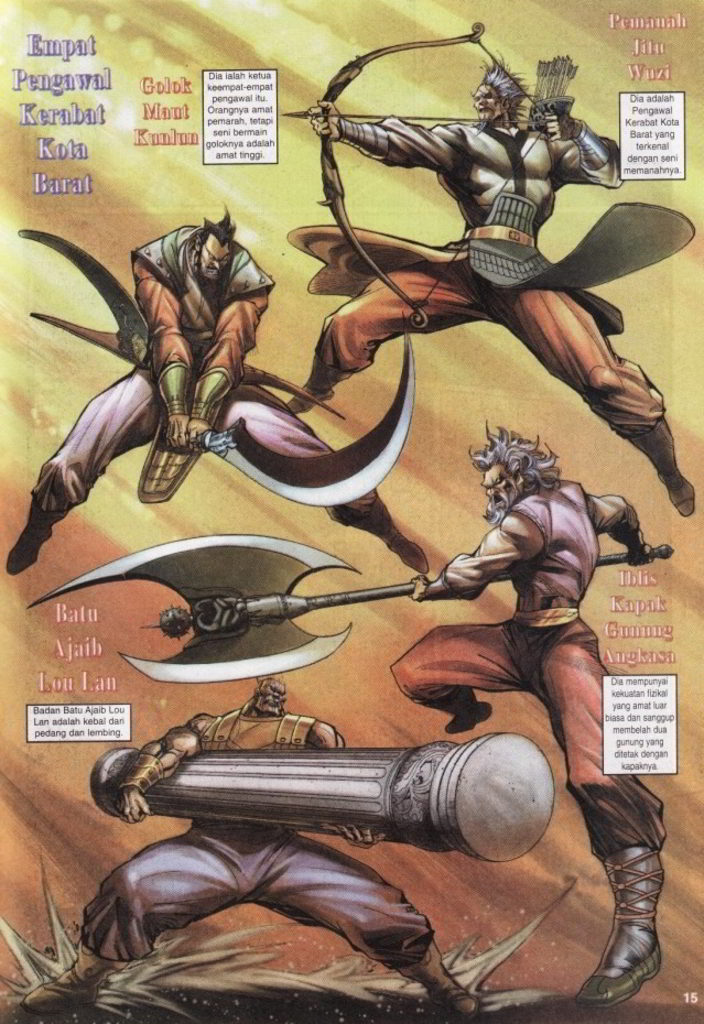 Empat
Pengawal
Kerabat
Kota
Barat
Golok
Maut
Kunlun
Dia ialah ketua
keempat-empat
pengawal itu.
Orangnya amat
pemarah, tetapi
seni bermain
goloknya adalah
amat tinggi.
Pemanah
Jitu
Wuzi
Dia adalah
Pengawal
Kerabat Kota
Barat yang
terkenal
dengan seni
memanahnya.
Batu
Ajaib
Lou Lan
Badan Batu Ajaib Lou
Lan adalah kebal dari
pedang dan lembing.
Iblis
Kapak
Gunung
Angkasa
Dia mempunyai
kekuatan fizikal
yang amat luar
biasa dan sanggup
membelah dua
gunung yang
ditetak dengan
kapaknya.
15